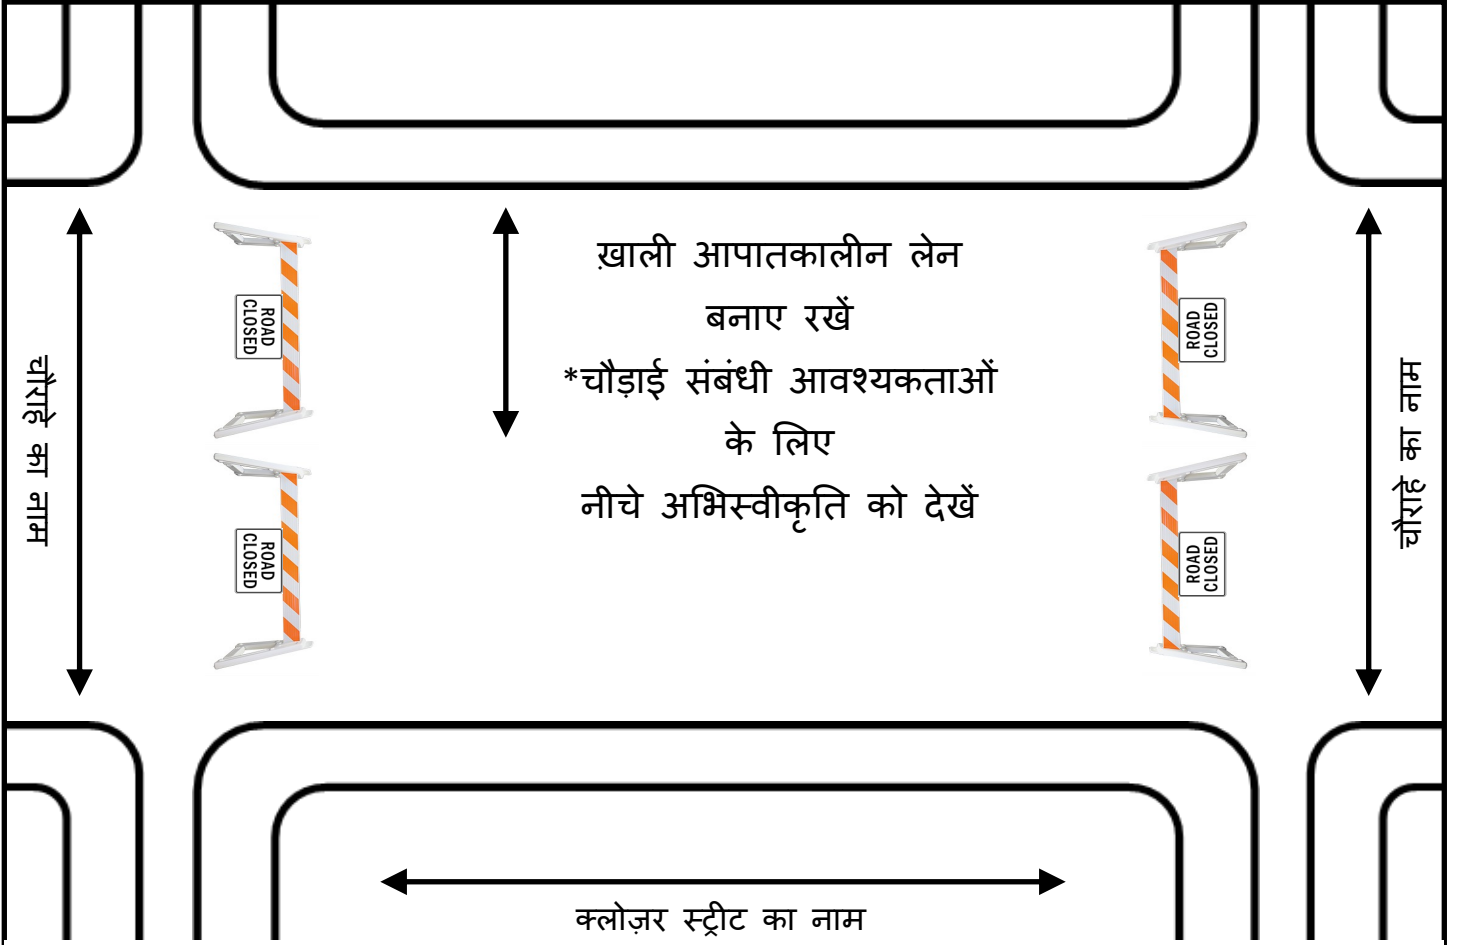 ख़ाली आपातकालीन लेन
बनाए रखें
*चौड़ाई संबंधी आवश्यकताओं
के लिए
नीचे अभिस्वीकृति को देखें
ROAD
CLOSED
ROAD
CLOSED
ROAD
CLOSED
ROAD
CLOSED
चौराहे का नाम
चौराहे का नाम
क्लोज़र स्ट्रीट का नाम